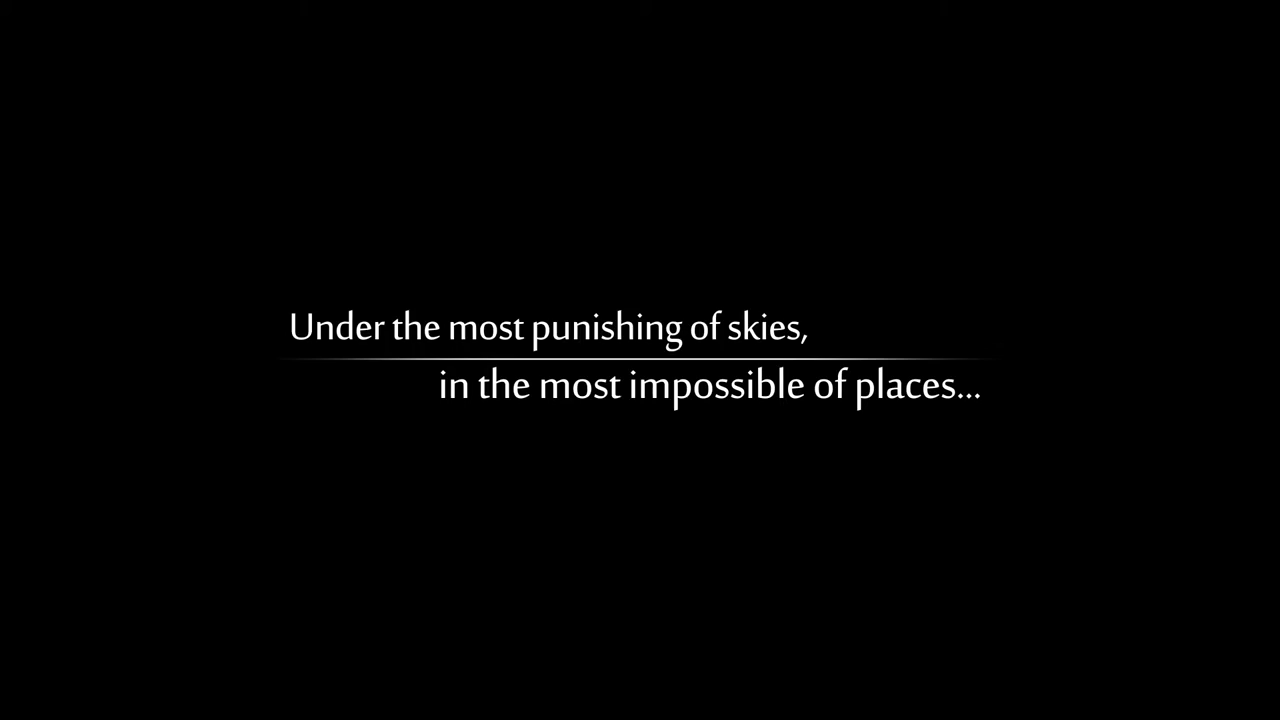 Under the most punishing of skies,
in the most impossible of places...